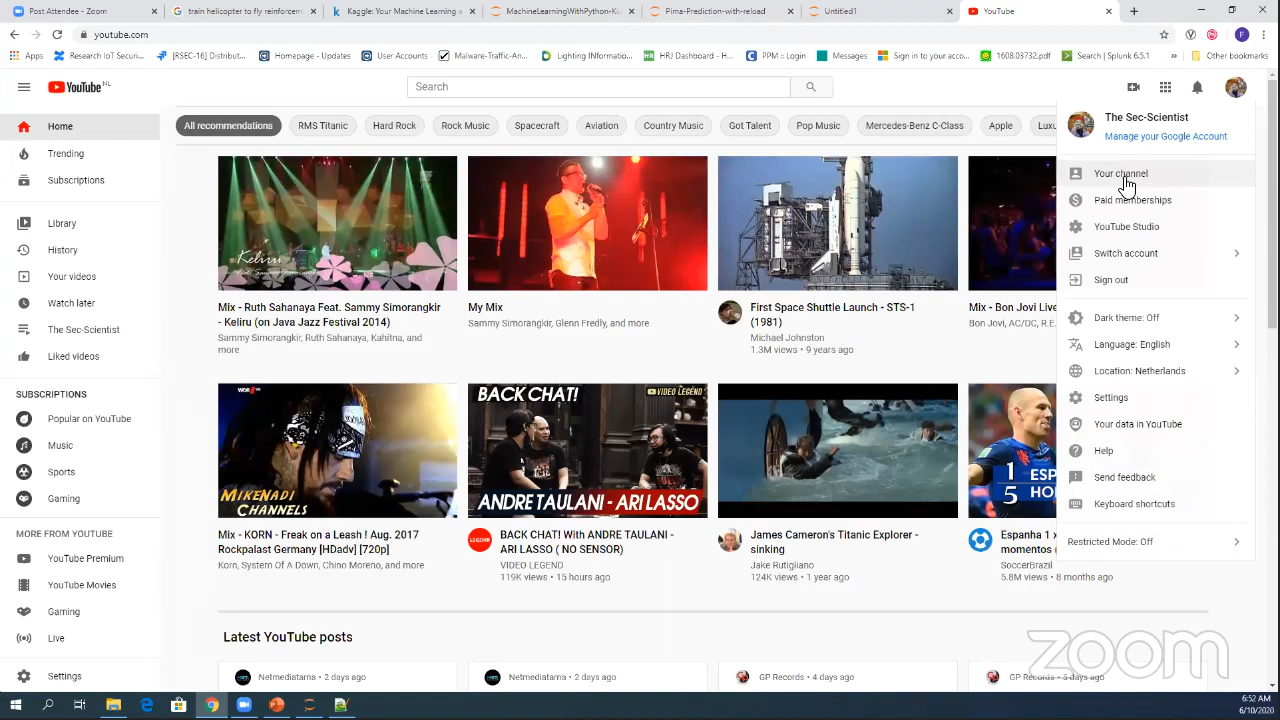 Post Attendee - Zoom
train helicopter to fly reinforcem
Kaggle: Your Machine Learning a
MachineLearningWithPython-Ku
Pima-Prediction-with-reload
Untitled1
YouTube
youtube.com
Apps
Research IoT Securi...
[RSEC-16] Distribut...
Homepage - Updates
User Accounts
Malware-Traffic-An...
Lighting INformatio...
HRJ Dashboard - H...
PPM :: Login
Messages
Sign in to your acco...
1608.03732.pdf
Search | Splunk 6.5.1
»
Other bookmarks
YouTube NL
Search
Home
Trending
Subscriptions
Library
History
Your videos
Watch later
The Sec-Scientist
Liked videos
SUBSCRIPTIONS
Popular on YouTube
Music
Sports
Gaming
MORE FROM YOUTUBE
YouTube Premium
YouTube Movies
Gaming
Live
Settings
All recommendations
RMS Titanic
Hard Rock
Rock Music
Spacecraft
Aviation
Country Music
Got Talent
Pop Music
Mercedes-Benz C-Class
Apple
Luxu
Keliru
Mix - Ruth Sahanaya Feat. Sammy Simorangkir
- Keliru (on Java Jazz Festival 2014)
Sammy Simorangkir, Ruth Sahanaya, Kahitna, and
more
My Mix
Sammy Simorangkir, Glenn Fredly, and more
First Space Shuttle Launch - STS-1
(1981)
Michael Johnston
1.3M views • 9 years ago
Mix - Bon Jovi Live
Bon Jovi, AC/DC, R.E.
WDR
MIKENADI
CHANNELS
Mix - KORN - Freak on a Leash ! Aug. 2017
Rockpalast Germany [HDadv] [720p]
Korn, System Of A Down, Chino Moreno, and more
BACK CHAT!
VIDEO LEGEND
ANDRE TAULANI - ARI LASSO
LEGEND
BACK CHAT! With ANDRE TAULANI -
ARI LASSO ( NO SENSOR)
VIDEO LEGEND
119K views • 15 hours ago
James Cameron's Titanic Explorer -
sinking
Jake Rutigliano
124K views • 1 year ago
1 ESP
5 HO
Espanha 1 x
momentos
SoccerBrazil
5.8M views • 8 months ago
Latest YouTube posts
Netmediatama • 2 days ago
Netmediatama • 2 days ago
GP Records • 4 days ago
GP Records • 5 days ago
The Sec-Scientist
Manage your Google Account
Your channel
Paid memberships
YouTube Studio
Switch account
Sign out
Dark theme: Off
Language: English
Location: Netherlands
Settings
Your data in YouTube
Help
Send feedback
Keyboard shortcuts
Restricted Mode: Off
zoom
6:52 AM
6/10/2020